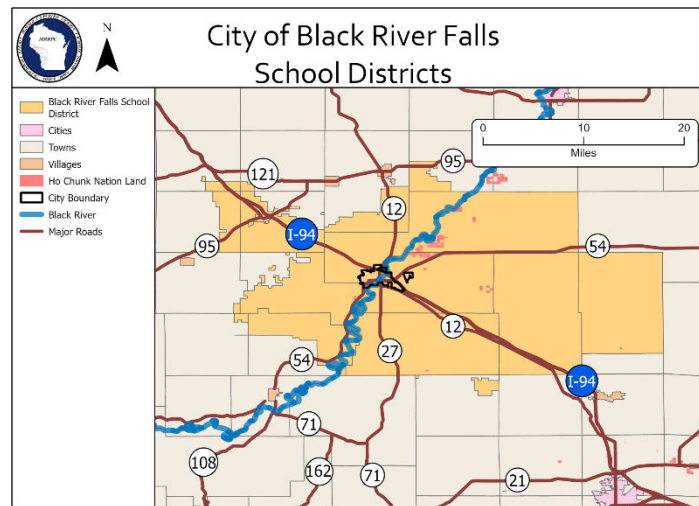 N
City of Black River Falls
School Districts
Black River Falls School
District
Cities
Towns
Villages
Ho Chunk Nation Land
City Boundary
Black River
Major Roads
0 10 20
Miles
121
95
12
I-94
95
54
12
27
54
I-94
71
108
162
71
21